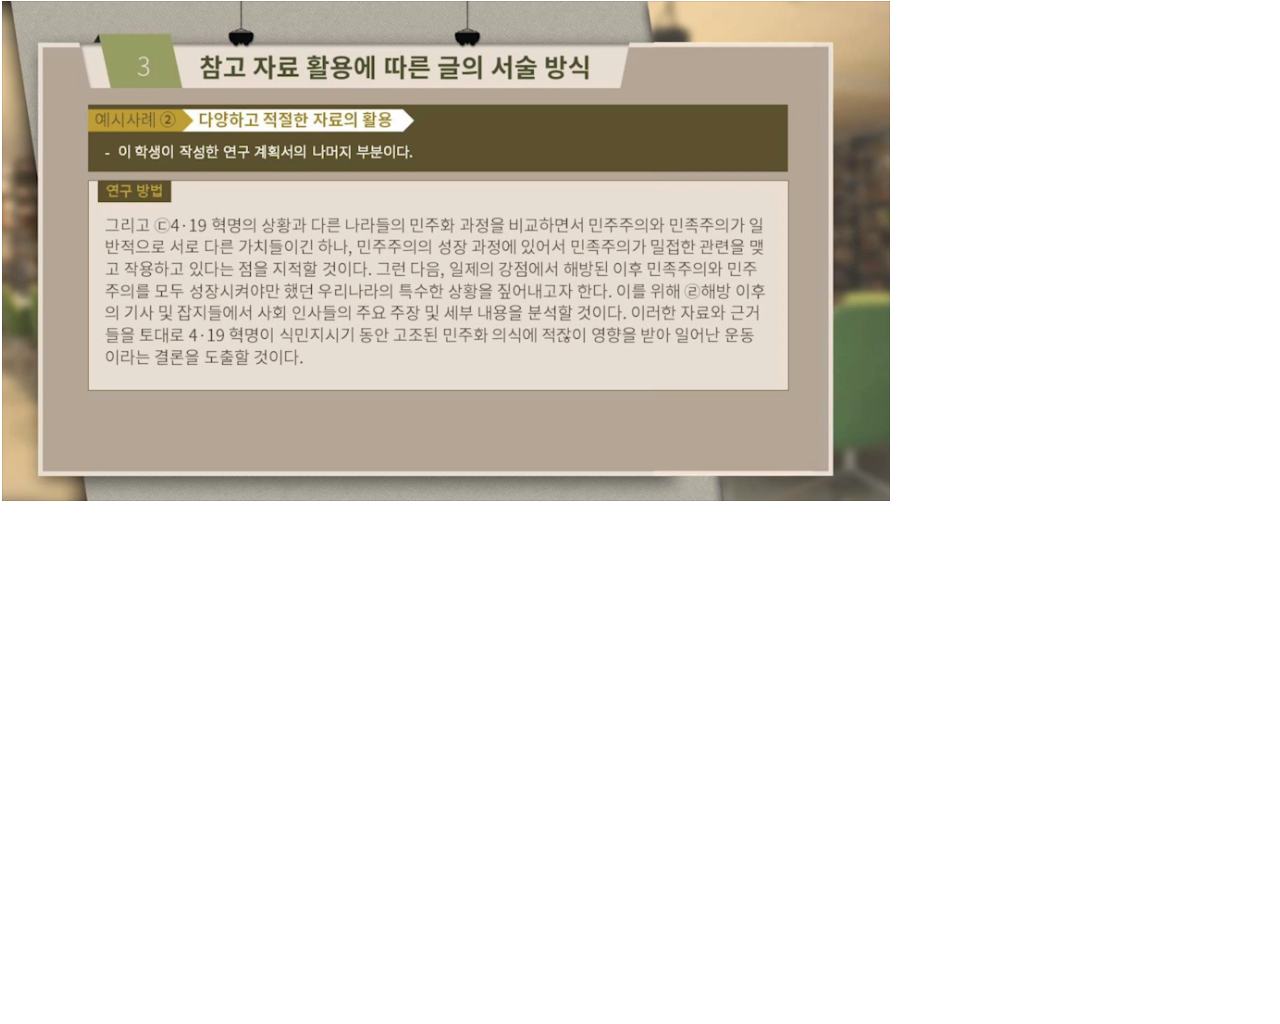 3 참고 자료 활용에 따른 글의 서술 방식
예시사례 ② 다양하고 적절한 자료의 활용
- 이 학생이 작성한 연구 계획서의 나머지 부분이다.
연구 방법
그리고 ㉢4·19 혁명의 상황과 다른 나라들의 민주화 과정을 비교하면서 민주주의와 민족주의가 일
반적으로 서로 다른 가치들이긴 하나, 민주주의의 성장 과정에 있어서 민족주의가 밀접한 관련을 맺
고 작용하고 있다는 점을 지적할 것이다. 그런 다음, 일제의 강점에서 해방된 이후 민족주의와 민주
주의를 모두 성장시켜야만 했던 우리나라의 특수한 상황을 짚어내고자 한다. 이를 위해 ㉣해방 이후
의 기사 및 잡지들에서 사회 인사들의 주요 주장 및 세부 내용을 분석할 것이다. 이러한 자료와 근거
들을 토대로 4·19 혁명이 식민지시기 동안 고조된 민주화 의식에 적잖이 영향을 받아 일어난 운동
이라는 결론을 도출할 것이다.